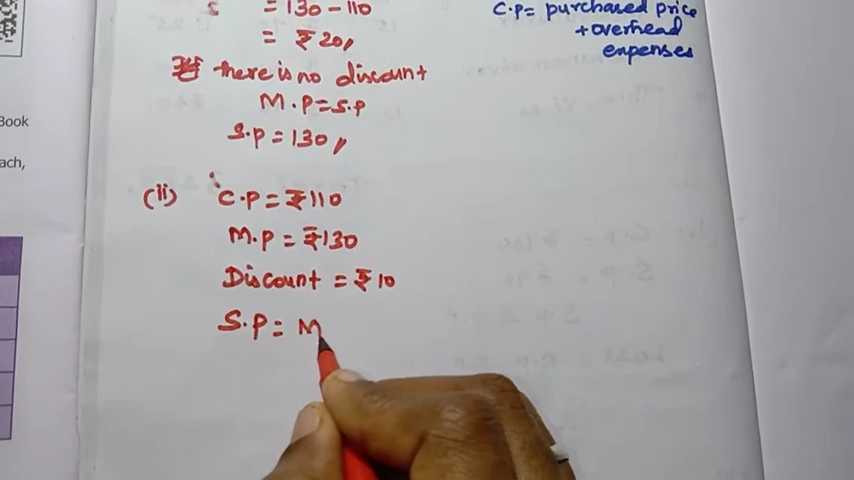 = 130 - 110
= ₹20,
there is no discount
M.P=S.P
S.P = 130,
(ii) C.P = ₹110
M.P = ₹130
Discount = ₹10
S.P = M
C.P = purchased price
+ overhead
expenses
Book
ach,